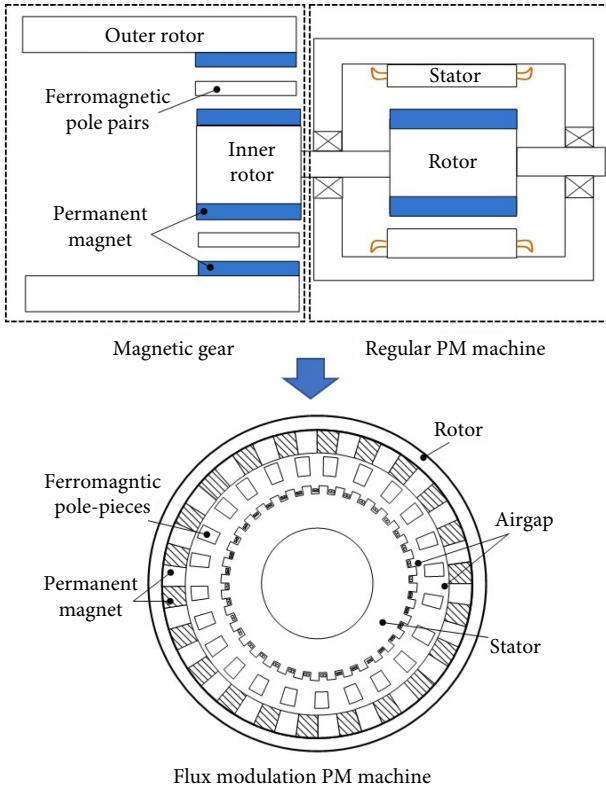 Outer rotor
Ferromagnetic
pole pairs
Inner
rotor
Permanent
magnet
Stator
Rotor
Magnetic gear
Regular PM machine
Rotor
Ferromagntic
pole-pieces
Airgap
Permanent
magnet
Stator
Flux modulation PM machine